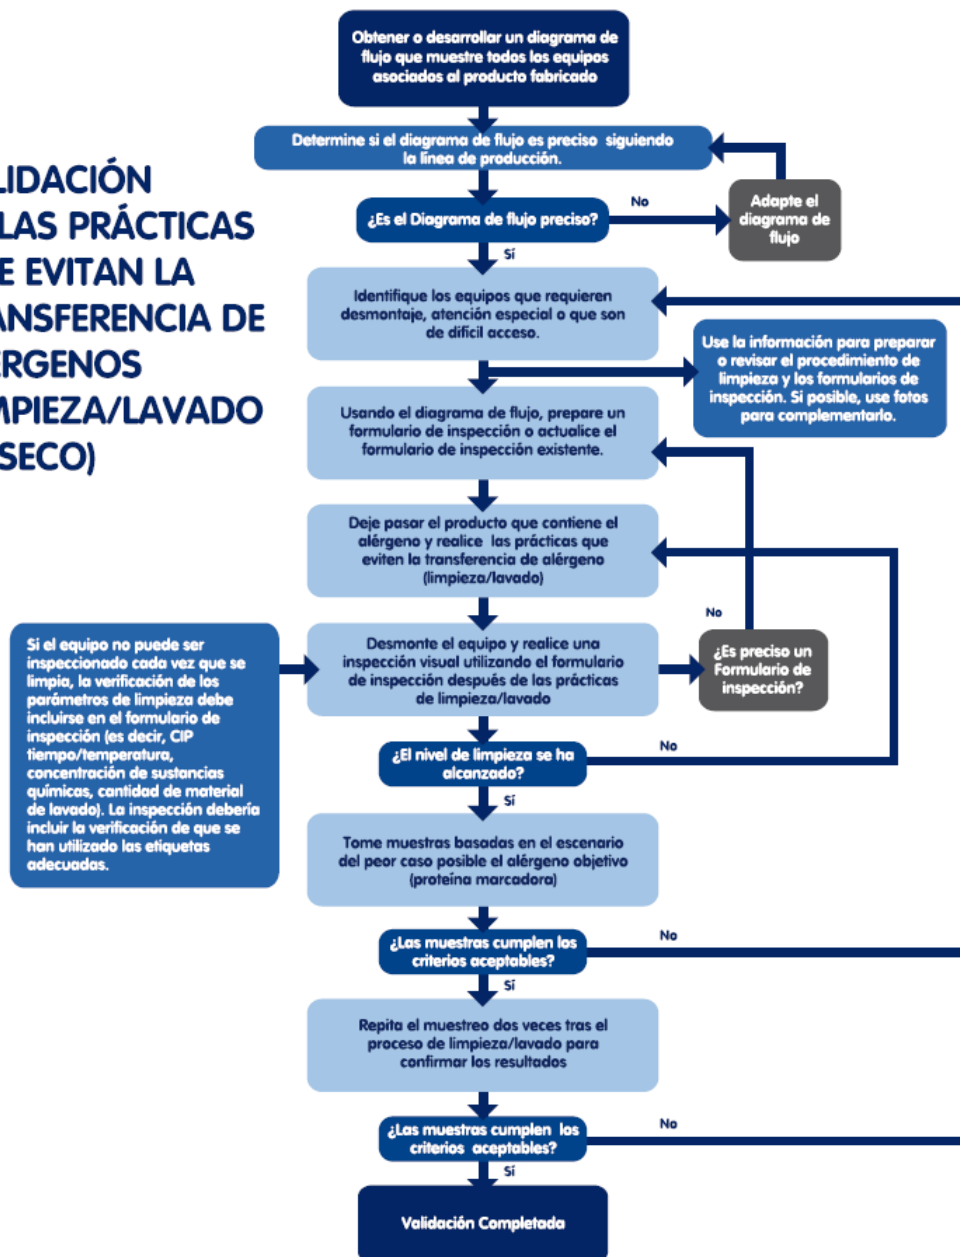 Obtener o desarrollar un diagrama de
flujo que muestre todos los equipos
asociados al producto fabricado
Determine si el diagrama de flujo es preciso siguiendo
la línea de producción.
LIDACIÓN
LAS PRÁCTICAS
E EVITAN LA
ANSFERENCIA DE
ÉRGENOS
MPIEZA/LAVADO
SECO)
¿Es el Diagrama de flujo preciso?
No
Adapte el
diagrama de
flujo
Sí
Identifique los equipos que requieren
desmontaje, atención especial o que son
de difícil acceso.
Use la información para preparar
o revisar el procedimiento de
limpieza y los formularios de
inspección. Si posible, use fotos
para complementarlo.
Usando el diagrama de flujo, prepare un
formulario de inspección o actualice el
formulario de inspección existente.
Deje pasar el producto que contiene el
alérgeno y realice las prácticas que
eviten la transferencia de alérgeno
(limpieza/lavado)
No
Si el equipo no puede ser
inspeccionado cada vez que se
limpia, la verificación de los
parámetros de limpieza debe
incluirse en el formulario de
inspección (es decir, CIP
tiempo/temperatura,
concentración de sustancias
químicas, cantidad de material
de lavado). La inspección debería
incluir la verificación de que se
han utilizado las etiquetas
adecuadas.
Desmonte el equipo y realice una
inspección visual utilizando el formulario
de inspección después de las prácticas
de limpieza/lavado
¿Es preciso un
Formulario de
inspección?
¿El nivel de limpieza se ha
alcanzado?
No
Sí
Tome muestras basadas en el escenario
del peor caso posible el alérgeno objetivo
(proteína marcadora)
¿Las muestras cumplen los
criterios aceptables?
No
Sí
Repita el muestreo dos veces tras el
proceso de limpieza/lavado para
confirmar los resultados
¿Las muestras cumplen los
criterios aceptables?
No
Sí
Validación Completada